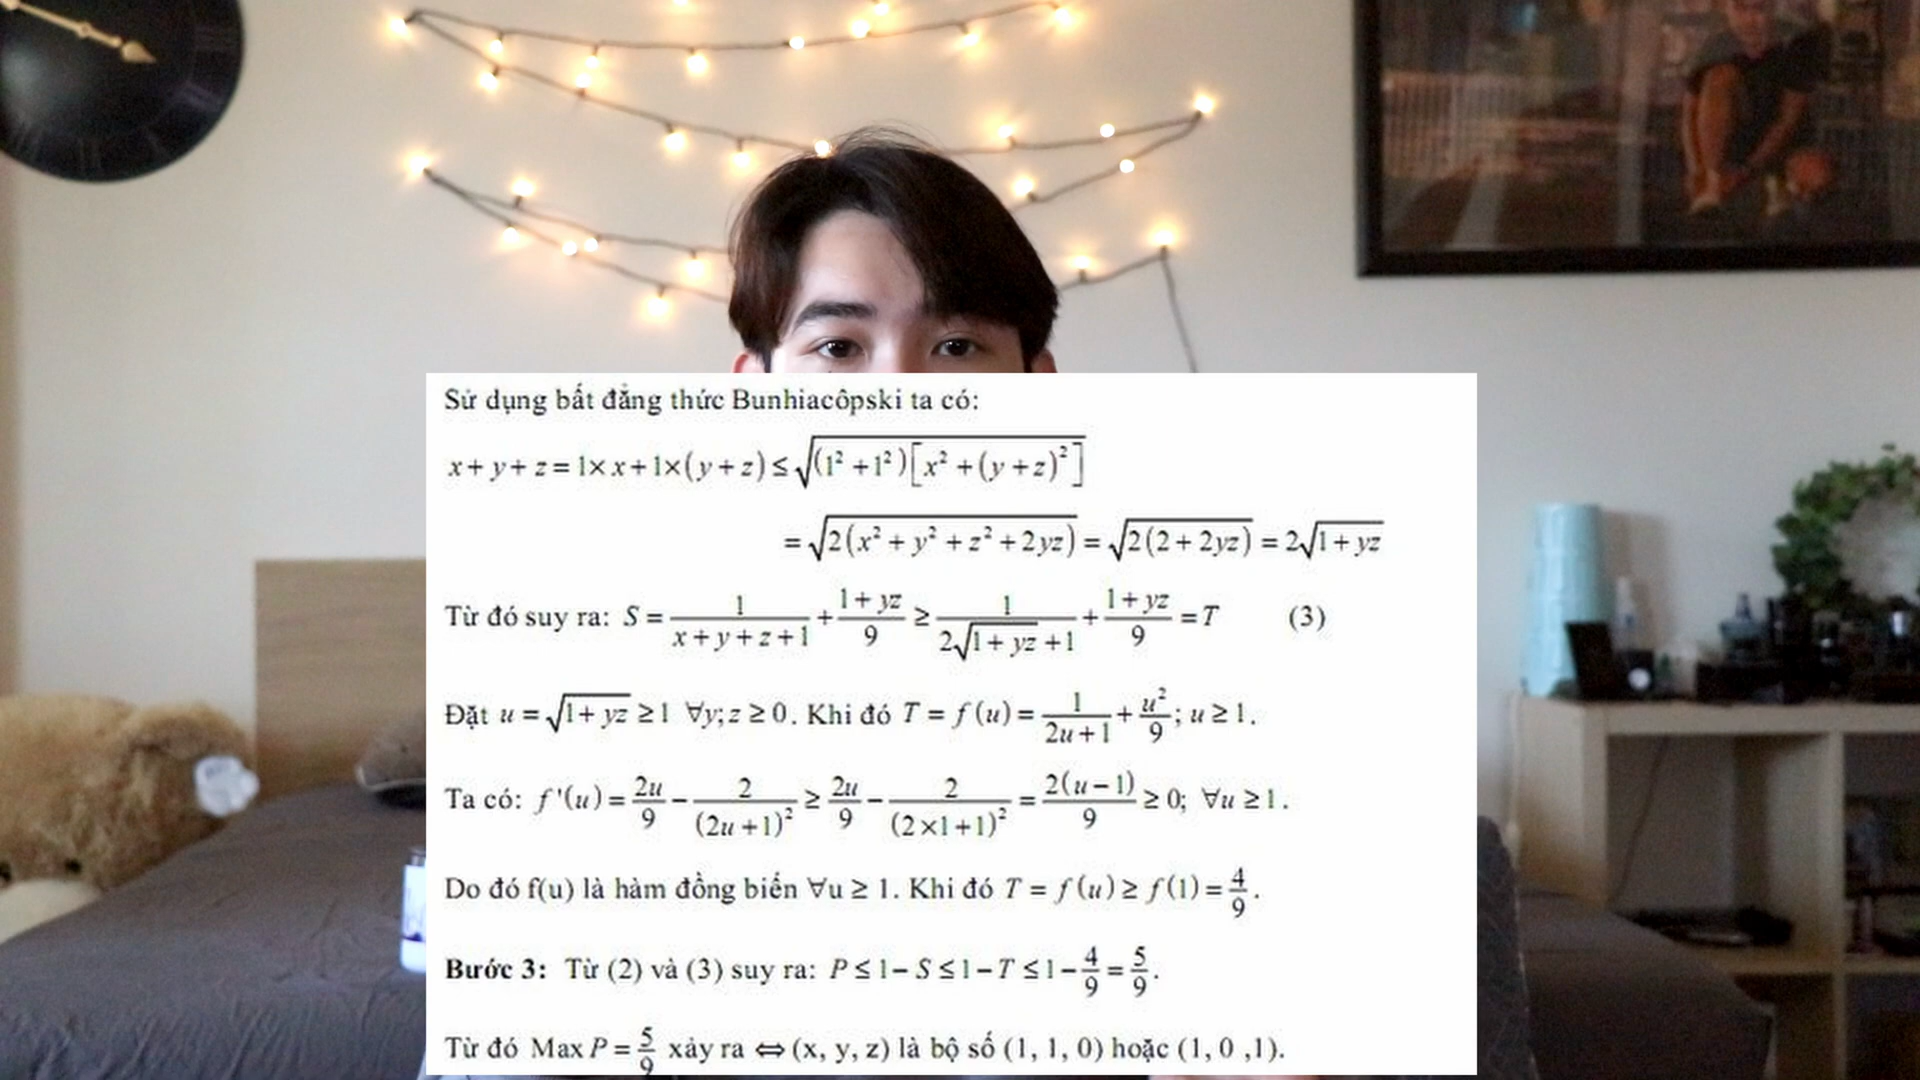 Sử dụng bất đẳng thức Bunhiacôpski ta có:
x + y + z = 1×x + 1×(y + z) ≤ √((1² + 1²)[x² + (y + z)²])
= √(2(x² + y² + z² + 2yz)) = √(2(2 + 2yz)) = 2√(1 + yz)
Từ đó suy ra: S = 1/(x + y + z + 1) + (1 + yz)/9 ≥ 1/(2√(1 + yz) + 1) + (1 + yz)/9 = T (3)
Đặt u = √(1 + yz) ≥ 1 ∀y; z ≥ 0. Khi đó T = f(u) = 1/(2u + 1) + u²/9; u ≥ 1.
Ta có: f'(u) = 2u/9 − 2/(2u + 1)² ≥ 2u/9 − 2/(2×1 + 1)² = 2(u − 1)/9 ≥ 0; ∀u ≥ 1.
Do đó f(u) là hàm đồng biến ∀u ≥ 1. Khi đó T = f(u) ≥ f(1) = 4/9.
Bước 3: Từ (2) và (3) suy ra: P ≤ 1 − S ≤ 1 − T ≤ 1 − 4/9 = 5/9.
Từ đó Max P = 5/9 xảy ra ⇔ (x, y, z) là bộ số (1, 1, 0) hoặc (1, 0 ,1).